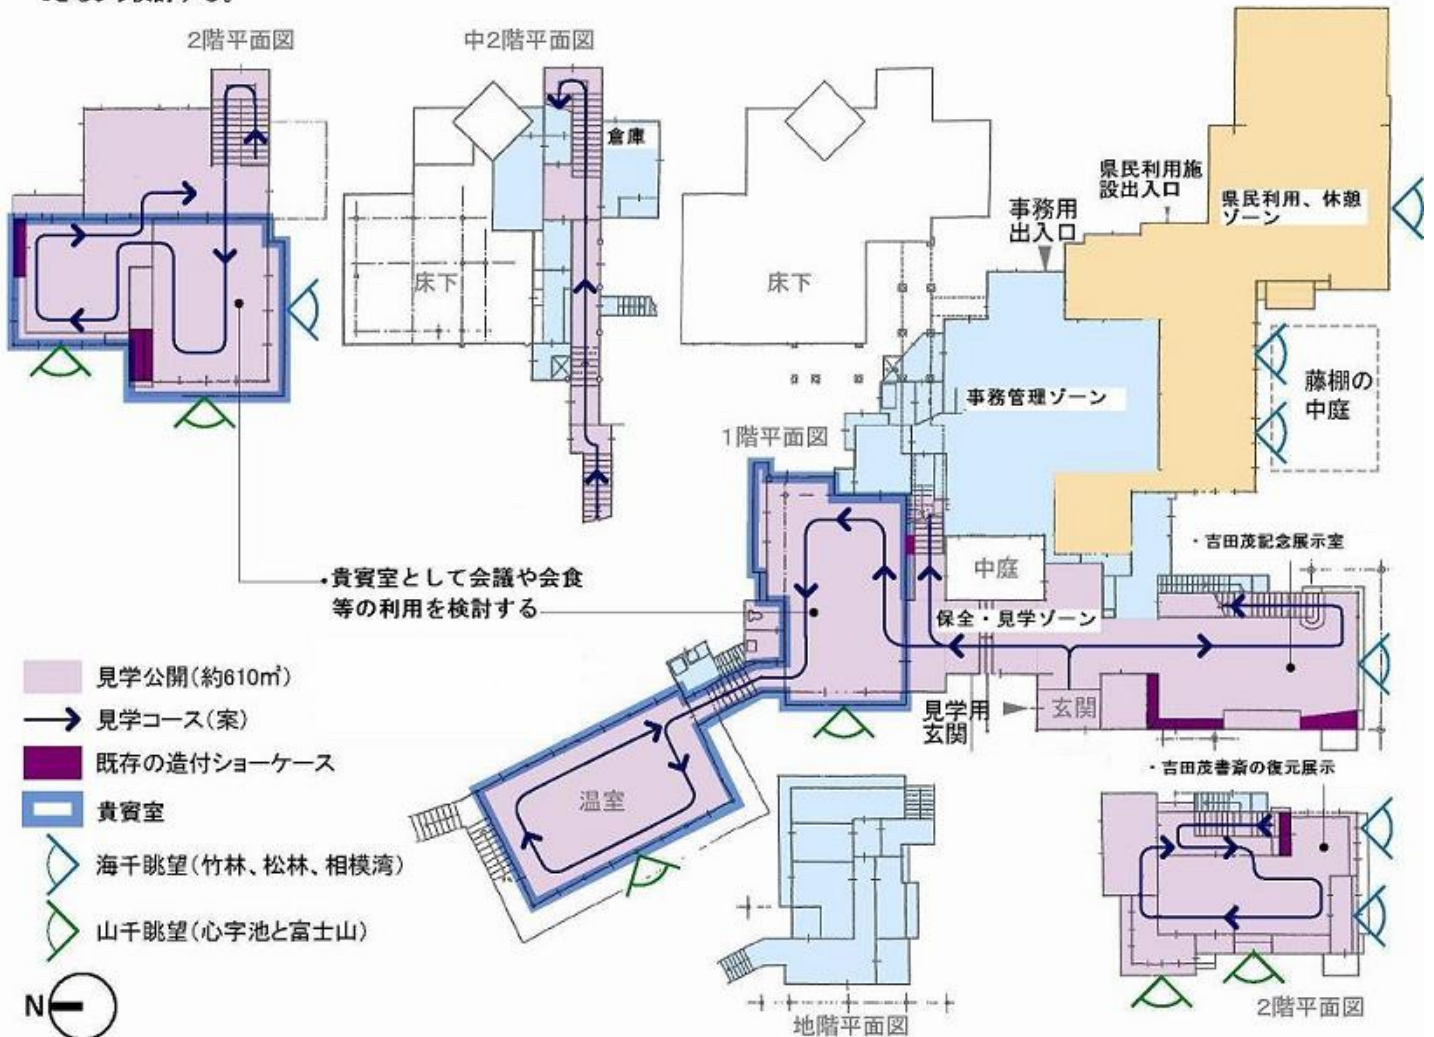 2階平面図
中2階平面図
倉庫
床下
床下
県民利用施
設出入口
事務用
出入口
県民利用、休憩
ゾーン
藤棚の
中庭
事務管理ゾーン
1階平面図
・吉田茂記念展示室
中庭
・貴賓室として会議や会食
等の利用を検討する
保全・見学ゾーン
見学用
玄関
玄関
・吉田茂書斎の復元展示
温室
見学公開(約610㎡)
見学コース(案)
既存の造付ショーケース
貴賓室
海千眺望(竹林、松林、相模湾)
山千眺望(心字池と富士山)
N
地階平面図
2階平面図